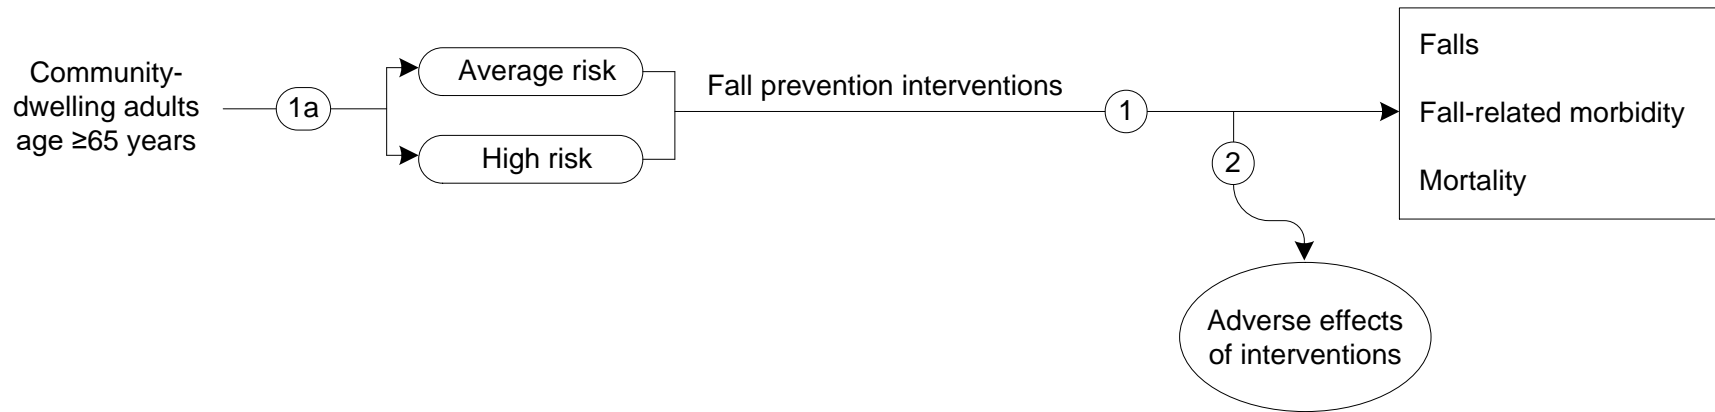 Community-
dwelling adults
age ≥65 years
1a
Average risk
High risk
Fall prevention interventions
1
2
Falls
Fall-related morbidity
Mortality
Adverse effects
of interventions